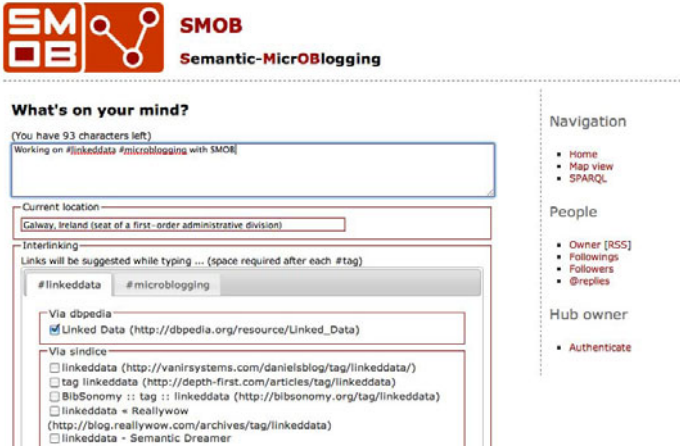 SM
OB
SMOB
Semantic-MicrOBlogging
What's on your mind?
(You have 93 characters left)
Working on #linkeddata #microblogging with SMOB
Current location
Galway, Ireland (seat of a first-order administrative division)
Interlinking
Links will be suggested while typing ... (space required after each #tag)
#linkeddata
#microblogging
Via dbpedia
Linked Data (http://dbpedia.org/resource/Linked_Data)
Via sindice
linkeddata (http://vanirsystems.com/danielsblog/tag/linkeddata/)
tag linkeddata (http://depth-first.com/articles/tag/linkeddata)
BibSonomy :: tag :: linkeddata (http://bibsonomy.org/tag/linkeddata)
linkeddata « Reallywow
(http://blog.reallywow.com/archives/tag/linkeddata)
linkeddata - Semantic Dreamer
Navigation
Home
Map view
SPARQL
People
Owner [RSS]
Followings
Followers
@replies
Hub owner
Authenticate